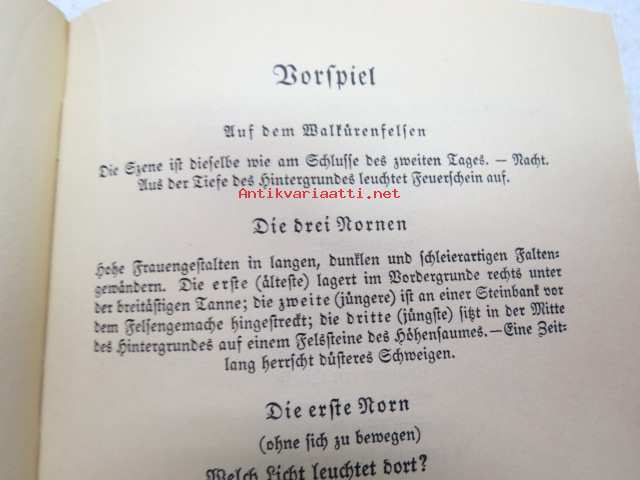 Vorspiel
Auf dem Walkürenfelsen
Die Szene ist dieselbe wie am Schlusse des zweiten Tages. — Nacht.
Aus der Tiefe des Hintergrundes leuchtet Feuerschein auf.
Antikvariaatti.net
Die drei Nornen
Hohe Frauengestalten in langen, dunklen und schleierartigen Falten-
gewändern. Die erste (älteste) lagert im Vordergrunde rechts unter
der breitästigen Tanne; die zweite (jüngere) ist an einer Steinbank vor
dem Felsengemache hingestreckt; die dritte (jüngste) sitzt in der Mitte
des Hintergrundes auf einem Felssteine des Höhensaumes. — Eine Zeit-
lang herrscht düsteres Schweigen.
Die erste Norn
(ohne sich zu bewegen)
Welch Licht leuchtet dort?